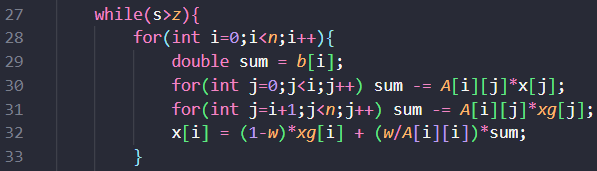 27 while(s>z){
28 for(int i=0;i<n;i++){
29 double sum = b[i];
30 for(int j=0;j<i;j++) sum -= A[i][j]*x[j];
31 for(int j=i+1;j<n;j++) sum -= A[i][j]*xg[j];
32 x[i] = (1-w)*xg[i] + (w/A[i][i])*sum;
33 }